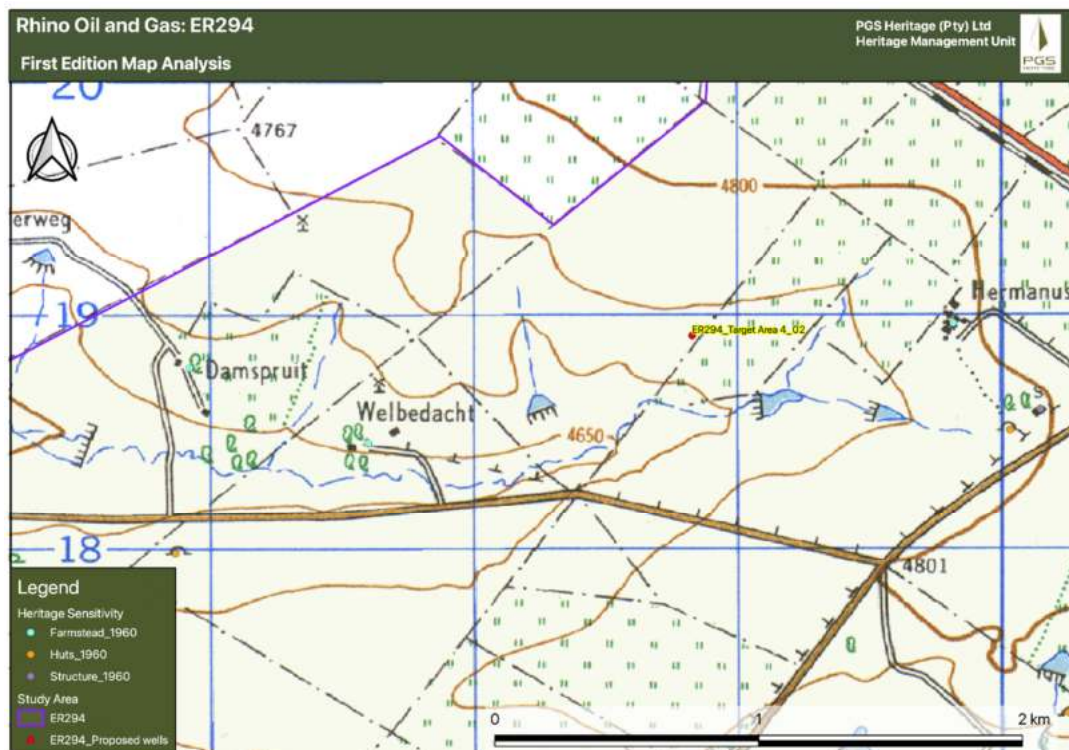 Rhino Oil and Gas: ER294
First Edition Map Analysis
PGS Heritage (Pty) Ltd
Heritage Management Unit
PGS
20
4767
4800
erweg
19
Hermanus
ER294_Target Area 4_02
Damspruit
Welbedacht
S
4650
18
4801
Legend
Heritage Sensitivity
Farmstead_1960
Huts_1960
Structure_1960
Study Area
ER294
ER294_Proposed wells
0 1 2 km